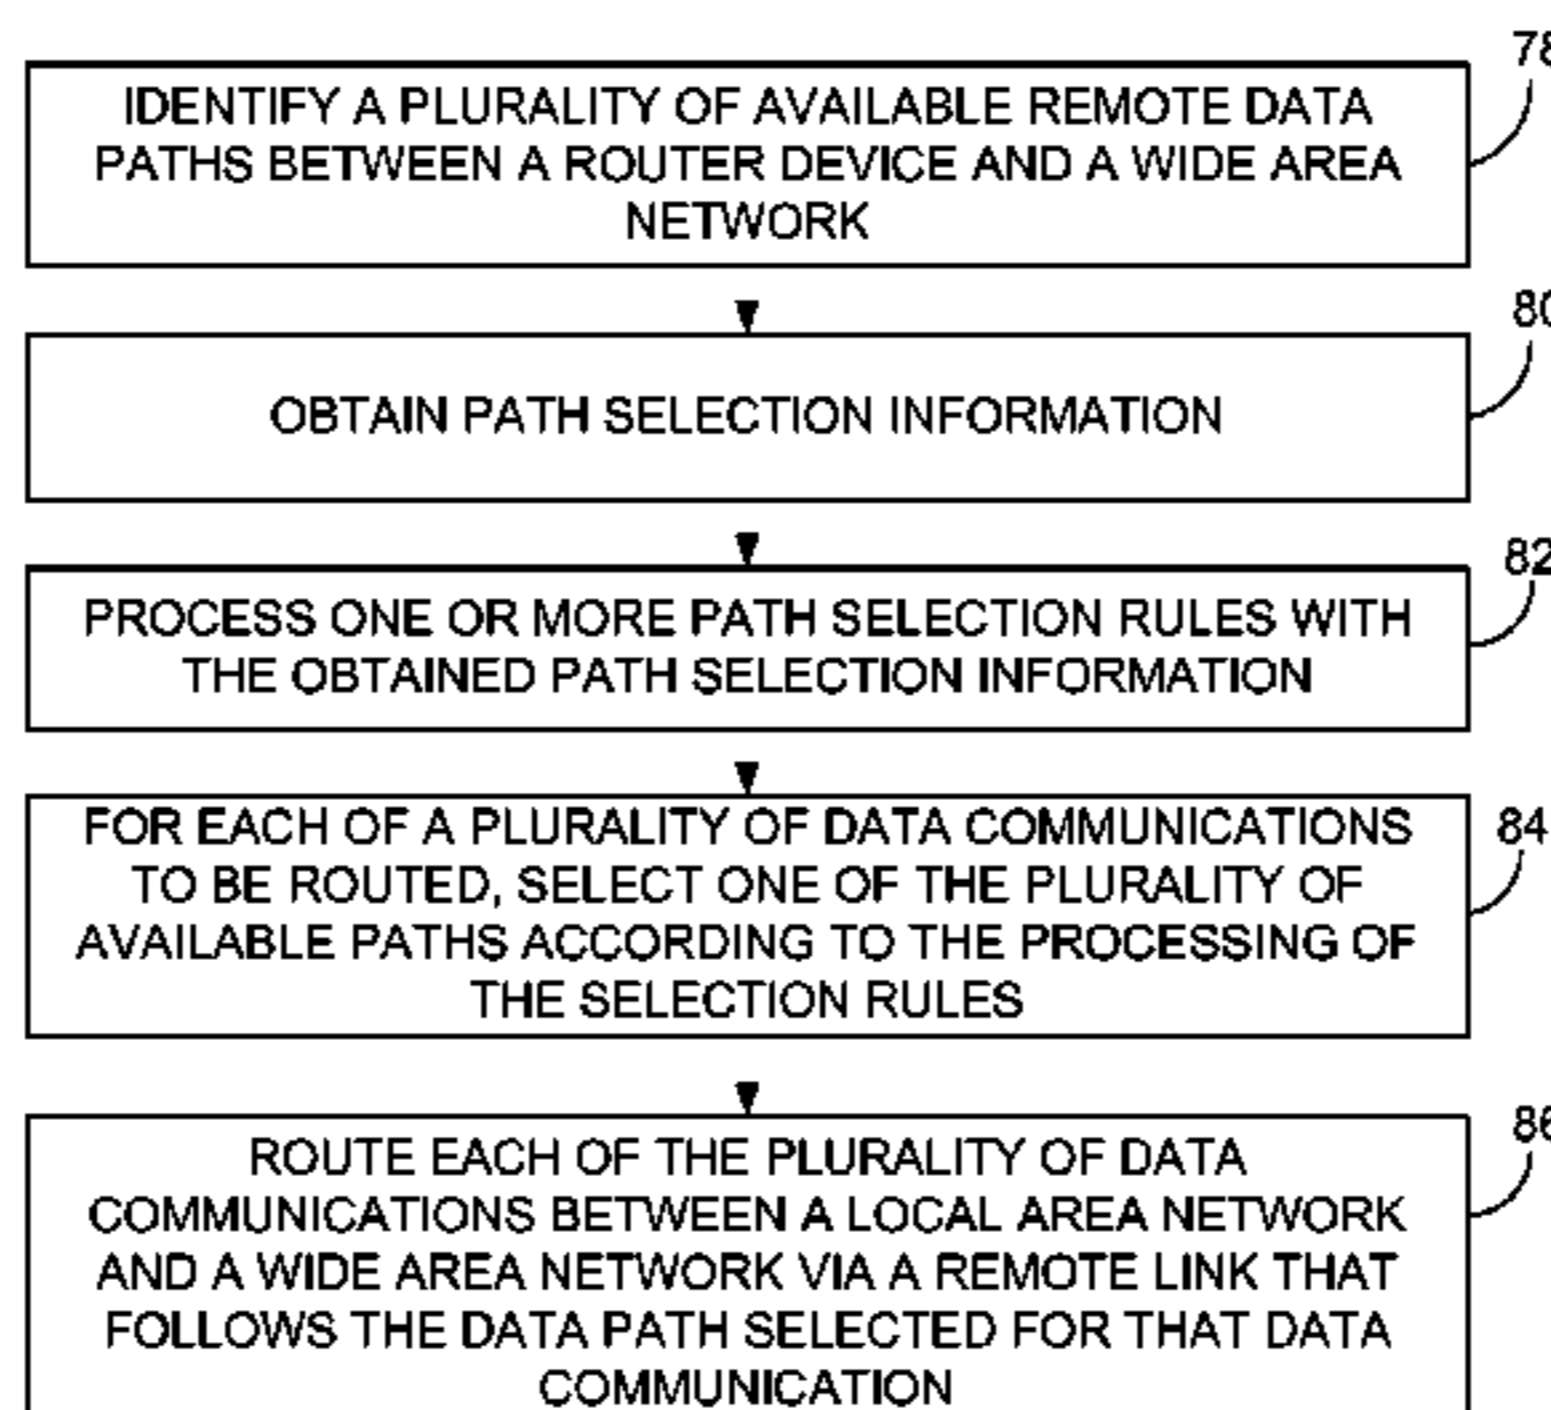 78
IDENTIFY A PLURALITY OF AVAILABLE REMOTE DATA
PATHS BETWEEN A ROUTER DEVICE AND A WIDE AREA
NETWORK
80
OBTAIN PATH SELECTION INFORMATION
82
PROCESS ONE OR MORE PATH SELECTION RULES WITH
THE OBTAINED PATH SELECTION INFORMATION
84
FOR EACH OF A PLURALITY OF DATA COMMUNICATIONS
TO BE ROUTED, SELECT ONE OF THE PLURALITY OF
AVAILABLE PATHS ACCORDING TO THE PROCESSING OF
THE SELECTION RULES
86
ROUTE EACH OF THE PLURALITY OF DATA
COMMUNICATIONS BETWEEN A LOCAL AREA NETWORK
AND A WIDE AREA NETWORK VIA A REMOTE LINK THAT
FOLLOWS THE DATA PATH SELECTED FOR THAT DATA
COMMUNICATION